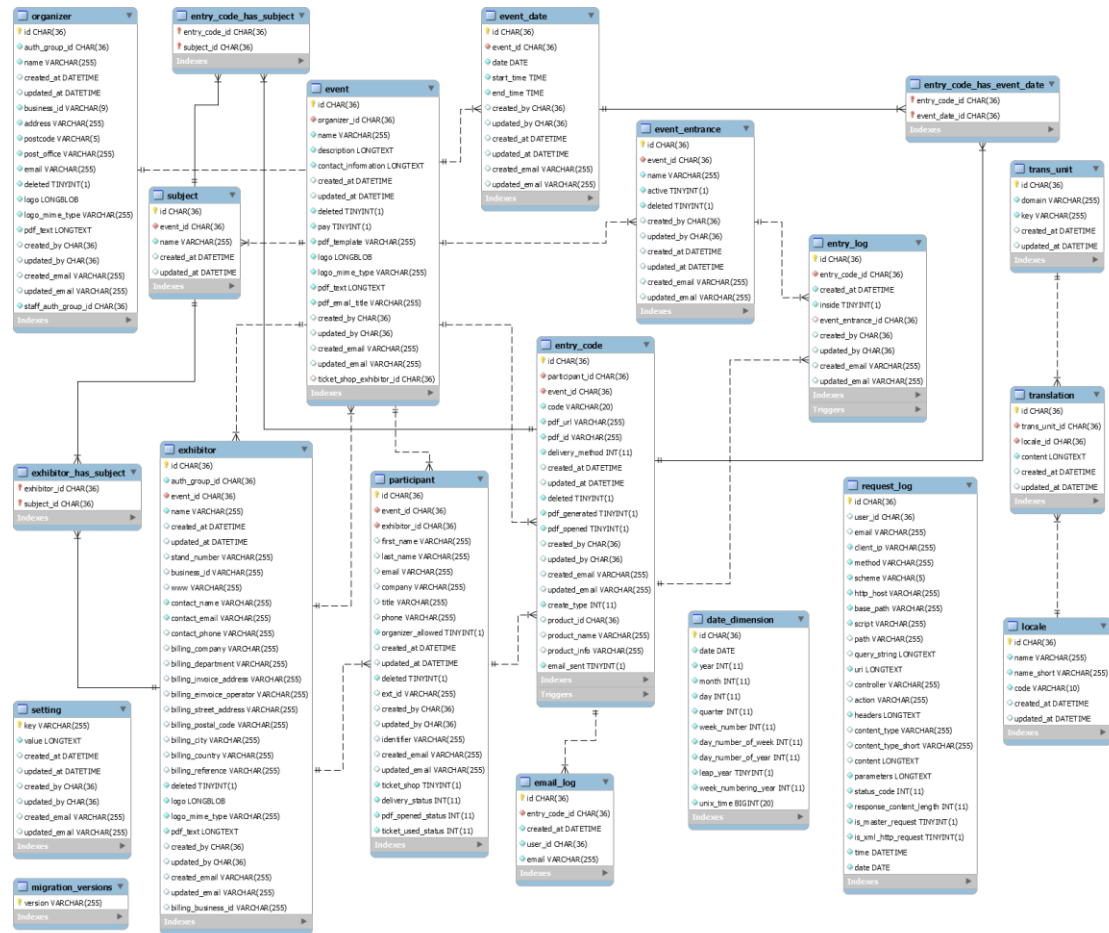 organizer
id CHAR(36)
auth_group_id CHAR(36)
name VARCHAR(255)
created_at DATETIME
updated_at DATETIME
business_id VARCHAR(9)
address VARCHAR(255)
postcode VARCHAR(5)
post_office VARCHAR(255)
email VARCHAR(255)
deleted TINYINT(1)
logo LONGBLOB
logo_mime_type VARCHAR(255)
pdf_text LONGTEXT
created_by CHAR(36)
updated_by CHAR(36)
created_email VARCHAR(255)
updated_email VARCHAR(255)
staff_auth_group_id CHAR(36)
Indexes
entry_code_has_subject
entry_code_id CHAR(36)
subject_id CHAR(36)
Indexes
subject
id CHAR(36)
event_id CHAR(36)
name VARCHAR(255)
created_at DATETIME
updated_at DATETIME
Indexes
event
id CHAR(36)
organizer_id CHAR(36)
name VARCHAR(255)
description LONGTEXT
contact_information LONGTEXT
created_at DATETIME
updated_at DATETIME
deleted TINYINT(1)
pay TINYINT(1)
pdf_template VARCHAR(255)
logo LONGBLOB
logo_mime_type VARCHAR(255)
pdf_text LONGTEXT
pdf_email_title VARCHAR(255)
created_by CHAR(36)
updated_by CHAR(36)
created_email VARCHAR(255)
updated_email VARCHAR(255)
ticket_shop_exhibitor_id CHAR(36)
Indexes
event_date
id CHAR(36)
event_id CHAR(36)
date DATE
start_time TIME
end_time TIME
created_by CHAR(36)
updated_by CHAR(36)
created_at DATETIME
updated_at DATETIME
created_email VARCHAR(255)
updated_email VARCHAR(255)
Indexes
event_entrance
id CHAR(36)
event_id CHAR(36)
name VARCHAR(255)
active TINYINT(1)
deleted TINYINT(1)
created_by CHAR(36)
updated_by CHAR(36)
created_at DATETIME
updated_at DATETIME
created_email VARCHAR(255)
updated_email VARCHAR(255)
Indexes
entry_code_has_event_date
entry_code_id CHAR(36)
event_date_id CHAR(36)
Indexes
entry_log
id CHAR(36)
entry_code_id CHAR(36)
created_at DATETIME
inside TINYINT(1)
event_entrance_id CHAR(36)
created_by CHAR(36)
updated_by CHAR(36)
created_email VARCHAR(255)
updated_email VARCHAR(255)
Indexes
Triggers
trans_unit
id CHAR(36)
domain VARCHAR(255)
key VARCHAR(255)
created_at DATETIME
updated_at DATETIME
Indexes
translation
id CHAR(36)
trans_unit_id CHAR(36)
locale_id CHAR(36)
content LONGTEXT
created_at DATETIME
updated_at DATETIME
Indexes
locale
id CHAR(36)
name VARCHAR(255)
name_short VARCHAR(255)
code VARCHAR(10)
created_at DATETIME
updated_at DATETIME
Indexes
exhibitor_has_subject
exhibitor_id CHAR(36)
subject_id CHAR(36)
Indexes
exhibitor
id CHAR(36)
auth_group_id CHAR(36)
event_id CHAR(36)
name VARCHAR(255)
created_at DATETIME
updated_at DATETIME
stand_number VARCHAR(255)
business_id VARCHAR(255)
www VARCHAR(255)
contact_name VARCHAR(255)
contact_email VARCHAR(255)
contact_phone VARCHAR(255)
billing_company VARCHAR(255)
billing_department VARCHAR(255)
billing_invoice_address VARCHAR(255)
billing_einvoice_operator VARCHAR(255)
billing_street_address VARCHAR(255)
billing_postal_code VARCHAR(255)
billing_city VARCHAR(255)
billing_country VARCHAR(255)
billing_reference VARCHAR(255)
deleted TINYINT(1)
logo LONGBLOB
logo_mime_type VARCHAR(255)
pdf_text LONGTEXT
created_by CHAR(36)
updated_by CHAR(36)
created_email VARCHAR(255)
updated_email VARCHAR(255)
billing_business_id VARCHAR(255)
Indexes
participant
id CHAR(36)
event_id CHAR(36)
exhibitor_id CHAR(36)
first_name VARCHAR(255)
last_name VARCHAR(255)
email VARCHAR(255)
company VARCHAR(255)
title VARCHAR(255)
phone VARCHAR(255)
organizer_allowed TINYINT(1)
created_at DATETIME
updated_at DATETIME
deleted TINYINT(1)
ext_id VARCHAR(255)
created_by CHAR(36)
updated_by CHAR(36)
identifier VARCHAR(255)
created_email VARCHAR(255)
updated_email VARCHAR(255)
ticket_shop TINYINT(1)
delivery_status INT(11)
pdf_opened_status INT(11)
ticket_used_status INT(11)
Indexes
entry_code
id CHAR(36)
participant_id CHAR(36)
event_id CHAR(36)
code VARCHAR(20)
pdf_url VARCHAR(255)
pdf_id VARCHAR(255)
delivery_method INT(11)
created_at DATETIME
updated_at DATETIME
deleted TINYINT(1)
pdf_generated TINYINT(1)
pdf_opened TINYINT(1)
created_by CHAR(36)
updated_by CHAR(36)
created_email VARCHAR(255)
updated_email VARCHAR(255)
create_type INT(11)
product_id CHAR(36)
product_name VARCHAR(255)
product_info VARCHAR(255)
email_sent TINYINT(1)
Indexes
Triggers
email_log
id CHAR(36)
entry_code_id CHAR(36)
created_at DATETIME
user_id CHAR(36)
email VARCHAR(255)
Indexes
date_dimension
id CHAR(36)
date DATE
year INT(11)
month INT(11)
day INT(11)
quarter INT(11)
week_number INT(11)
day_number_of_week INT(11)
day_number_of_year INT(11)
leap_year TINYINT(1)
week_numbering_year INT(11)
unix_time BIGINT(20)
Indexes
request_log
id CHAR(36)
user_id CHAR(36)
email VARCHAR(255)
client_ip VARCHAR(255)
method VARCHAR(255)
scheme VARCHAR(5)
http_host VARCHAR(255)
base_path VARCHAR(255)
script VARCHAR(255)
path VARCHAR(255)
query_string LONGTEXT
uri LONGTEXT
controller VARCHAR(255)
action VARCHAR(255)
headers LONGTEXT
content_type VARCHAR(255)
content_type_short VARCHAR(255)
content LONGTEXT
parameters LONGTEXT
status_code INT(11)
response_content_length INT(11)
is_master_request TINYINT(1)
is_xml_http_request TINYINT(1)
time DATETIME
date DATE
Indexes
setting
key VARCHAR(255)
value LONGTEXT
created_at DATETIME
updated_at DATETIME
created_by CHAR(36)
updated_by CHAR(36)
created_email VARCHAR(255)
updated_email VARCHAR(255)
Indexes
migration_versions
version VARCHAR(255)
Indexes